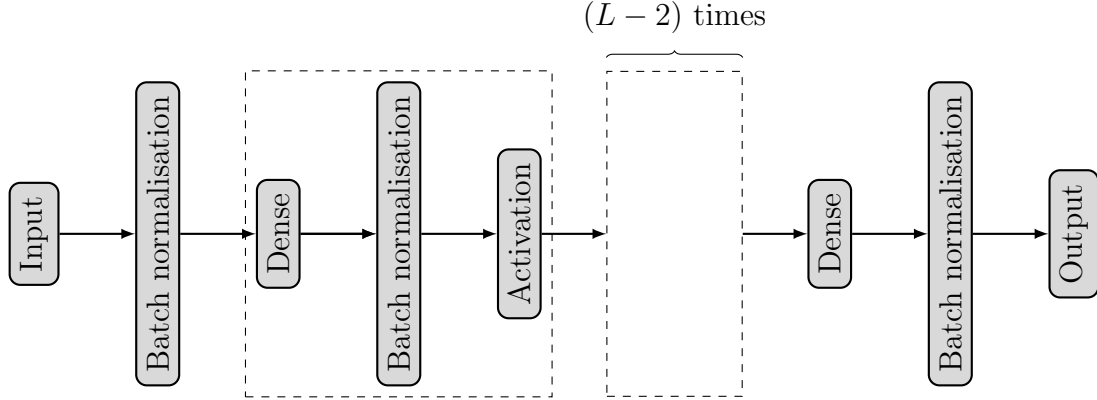 (L − 2) times
Input
Batch normalisation
Dense
Batch normalisation
Activation
Dense
Batch normalisation
Output